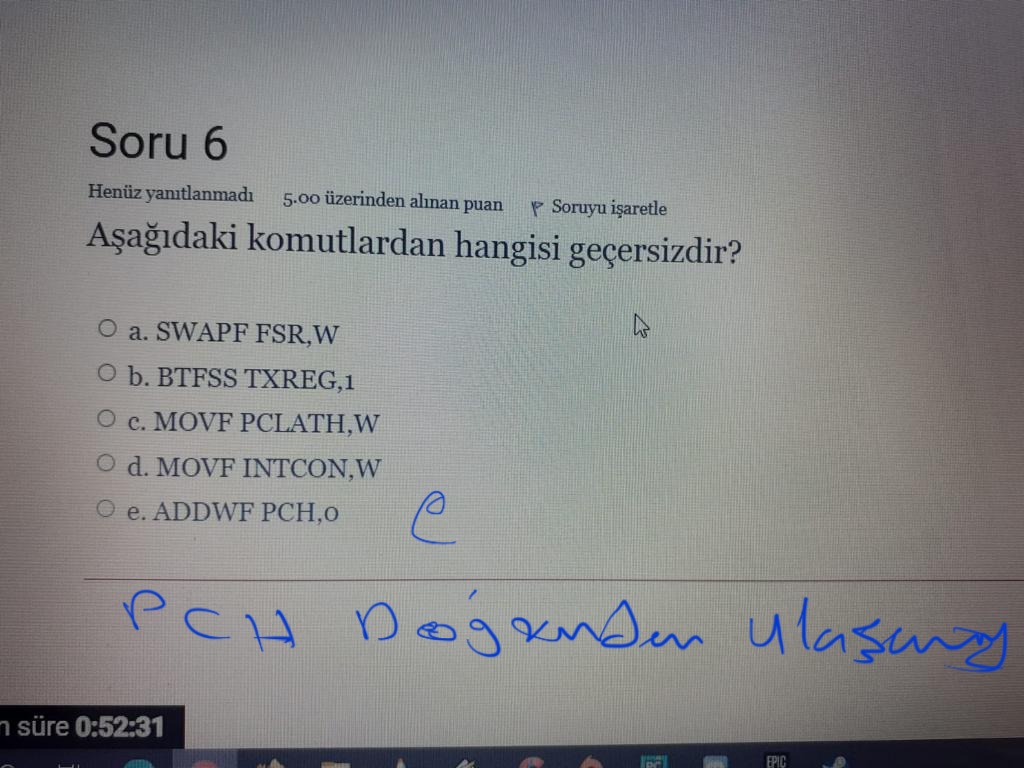 Soru 6
Henüz yanıtlanmadı 5.00 üzerinden alınan puan Soruyu işaretle
Aşağıdaki komutlardan hangisi geçersizdir?
a. SWAPF FSR,W
b. BTFSS TXREG,1
c. MOVF PCLATH,W
d. MOVF INTCON,W
e. ADDWF PCH,0
e
PCH Doğrudan
n süre 0:52:31
EPIC